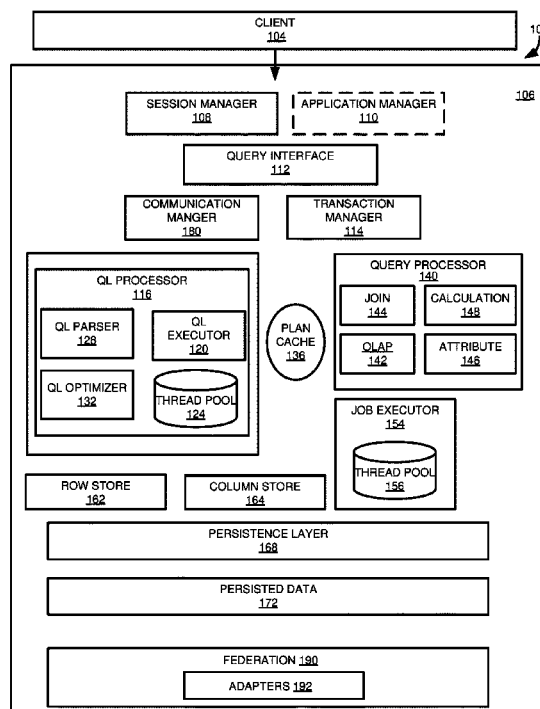 CLIENT
104
10
106
SESSION MANAGER
108
APPLICATION MANAGER
110
QUERY INTERFACE
112
COMMUNICATION
MANGER
180
TRANSACTION
MANAGER
114
QL PROCESSOR
116
QL PARSER
128
QL
EXECUTOR
120
QL OPTIMIZER
132
THREAD POOL
124
PLAN
CACHE
136
QUERY PROCESSOR
140
JOIN
144
CALCULATION
148
OLAP
142
ATTRIBUTE
146
JOB EXECUTOR
154
THREAD POOL
156
ROW STORE
162
COLUMN STORE
164
PERSISTENCE LAYER
168
PERSISTED DATA
172
FEDERATION 190
ADAPTERS 192